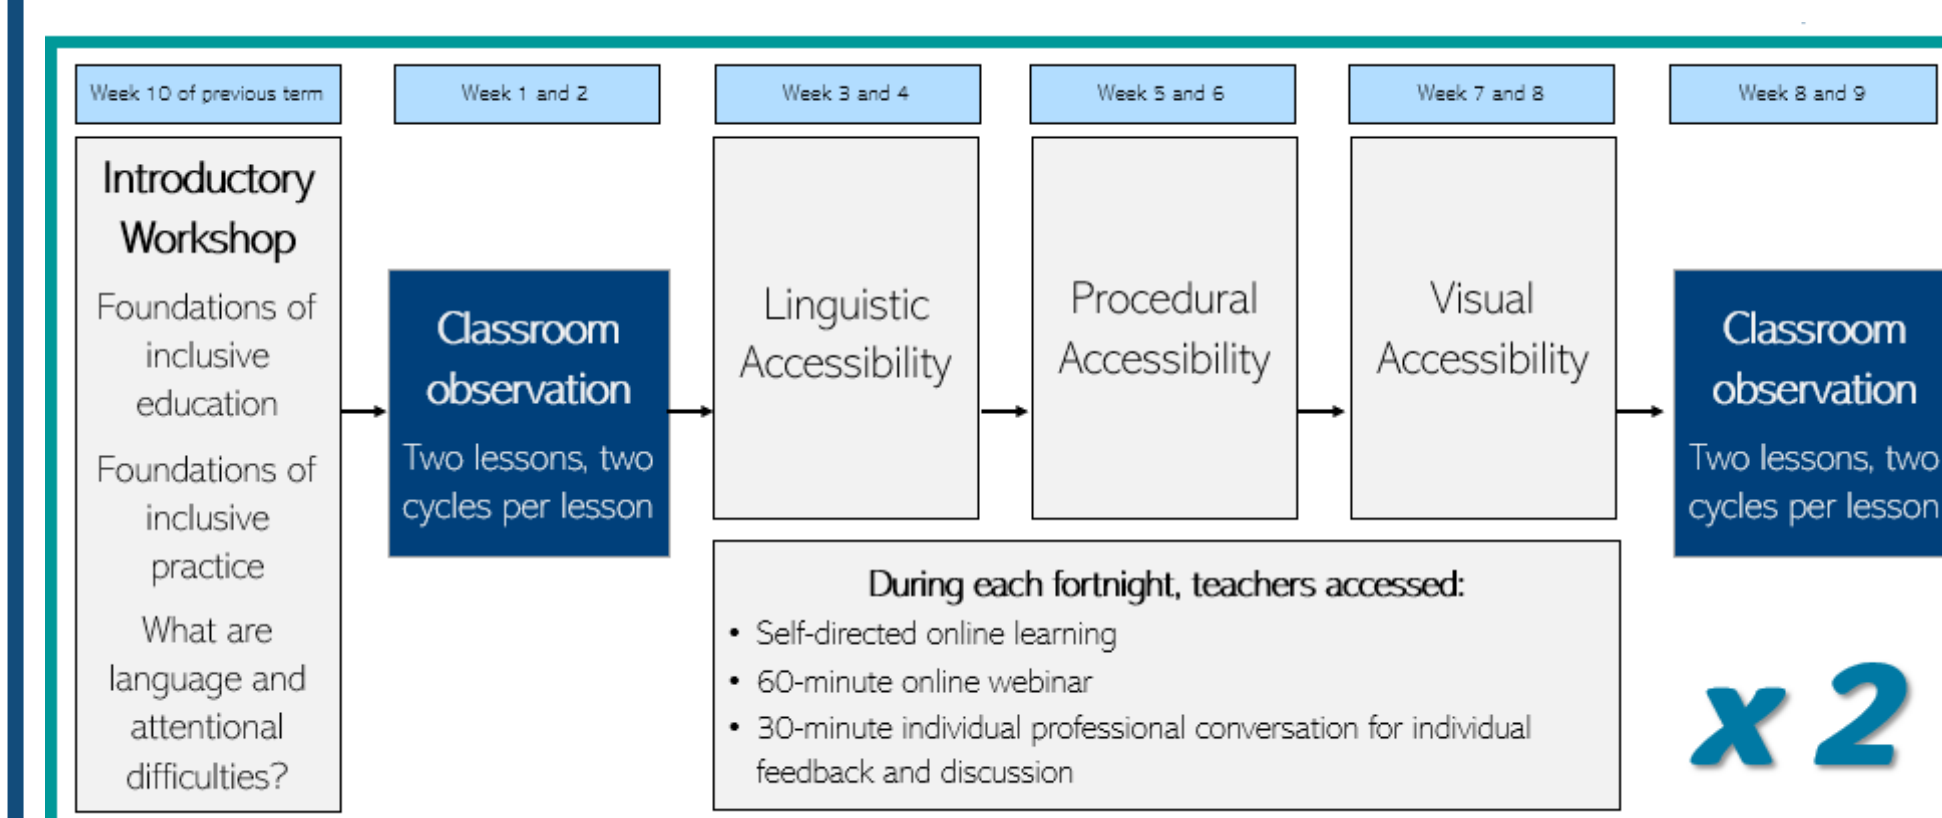 Week 10 of previous term
Week 1 and 2
Week 3 and 4
Week 5 and 6
Week 7 and 8
Week 8 and 9
Introductory
Workshop
Foundations of
inclusive
education
Foundations of
inclusive
practice
What are
language and
attentional
difficulties?
Classroom
observation
Two lessons, two
cycles per lesson
Linguistic
Accessibility
Procedural
Accessibility
Visual
Accessibility
Classroom
observation
Two lessons, two
cycles per lesson
During each fortnight, teachers accessed:
• Self-directed online learning
• 60-minute online webinar
• 30-minute individual professional conversation for individual
feedback and discussion
x 2